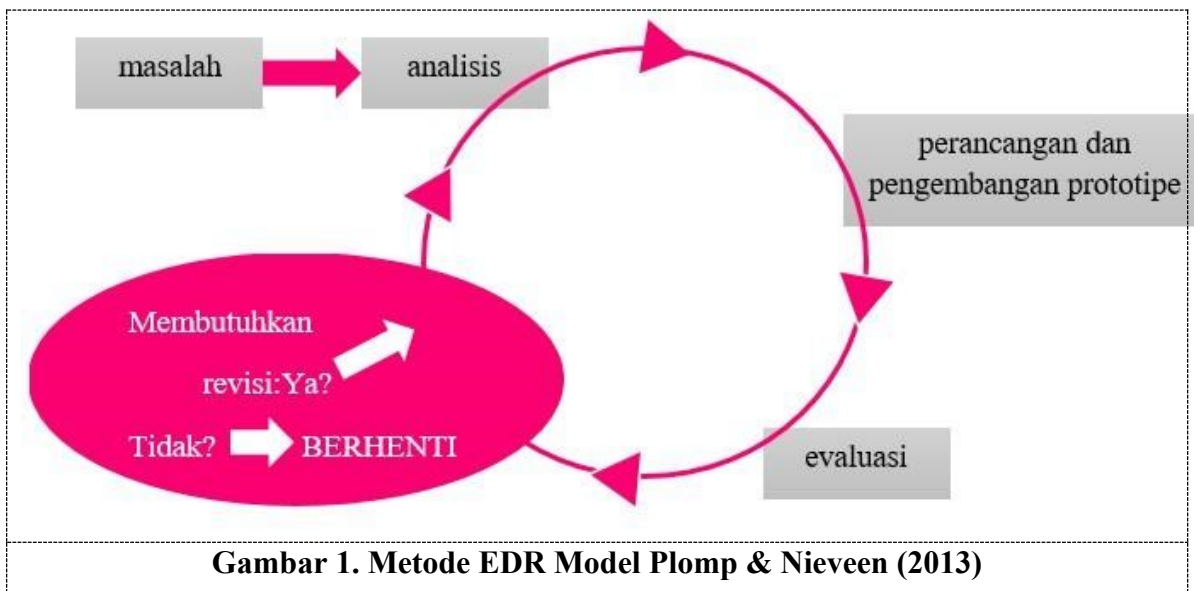 masalah
analisis
perancangan dan
pengembangan prototipe
evaluasi
Membutuhkan
revisi:Ya?
Tidak?
BERHENTI
Gambar 1. Metode EDR Model Plomp & Nieveen (2013)